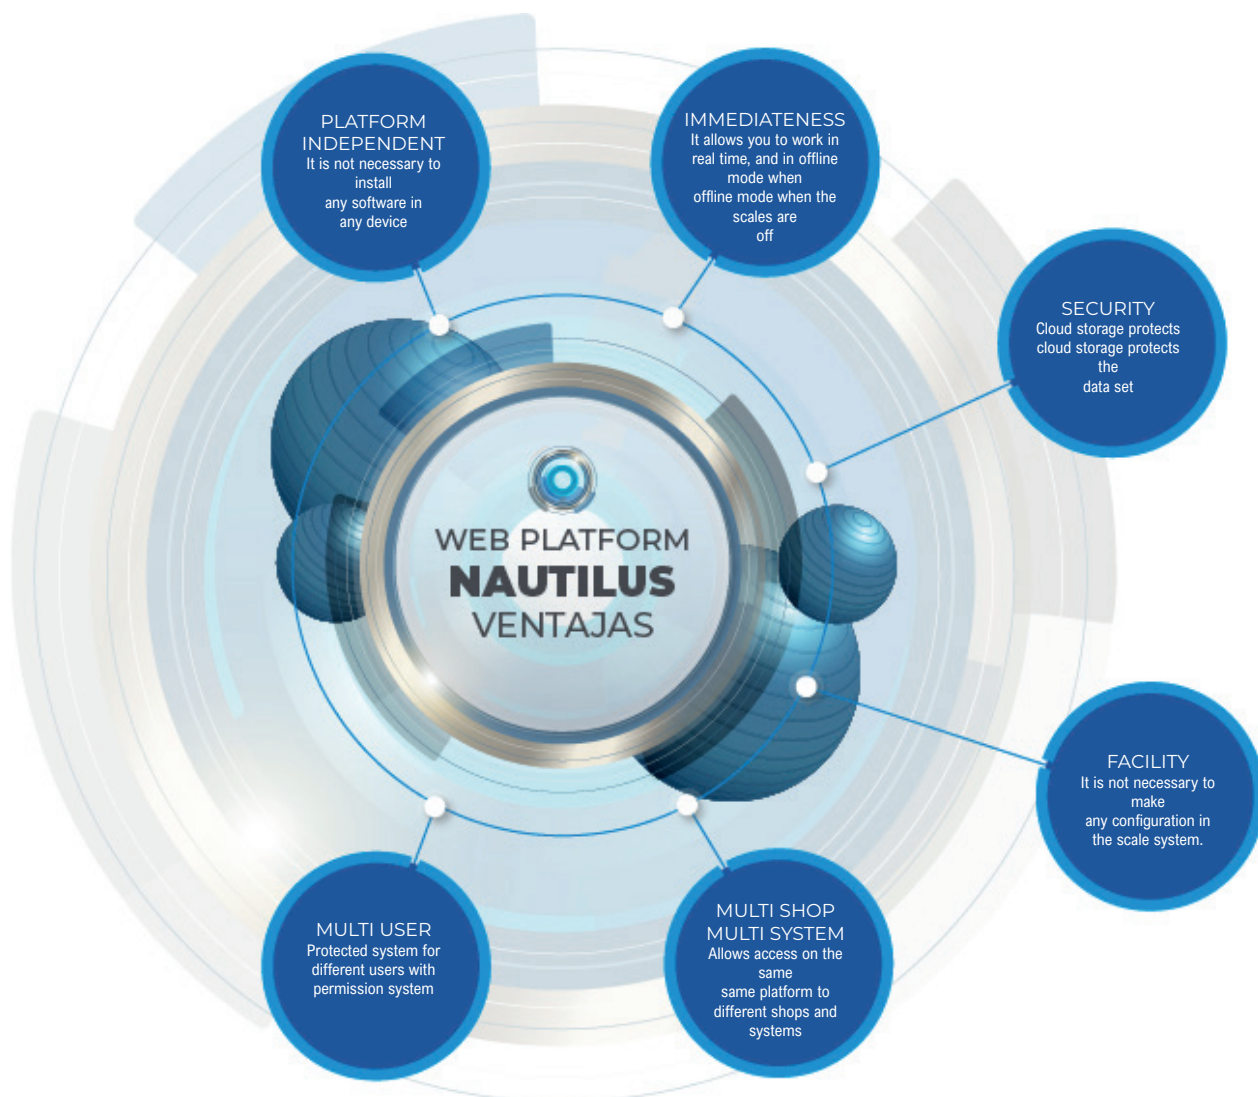 PLATFORM
INDEPENDENT
It is not necessary to
install
any software in
any device
IMMEDIATENESS
It allows you to work in
real time, and in offline
mode when
offline mode when the
scales are
off
SECURITY
Cloud storage protects
cloud storage protects
the
data set
WEB PLATFORM
NAUTILUS
VENTAJAS
FACILITY
It is not necessary to
make
any configuration in
the scale system.
MULTI USER
Protected system for
different users with
permission system
MULTI SHOP
MULTI SYSTEM
Allows access on the
same
same platform to
different shops and
systems